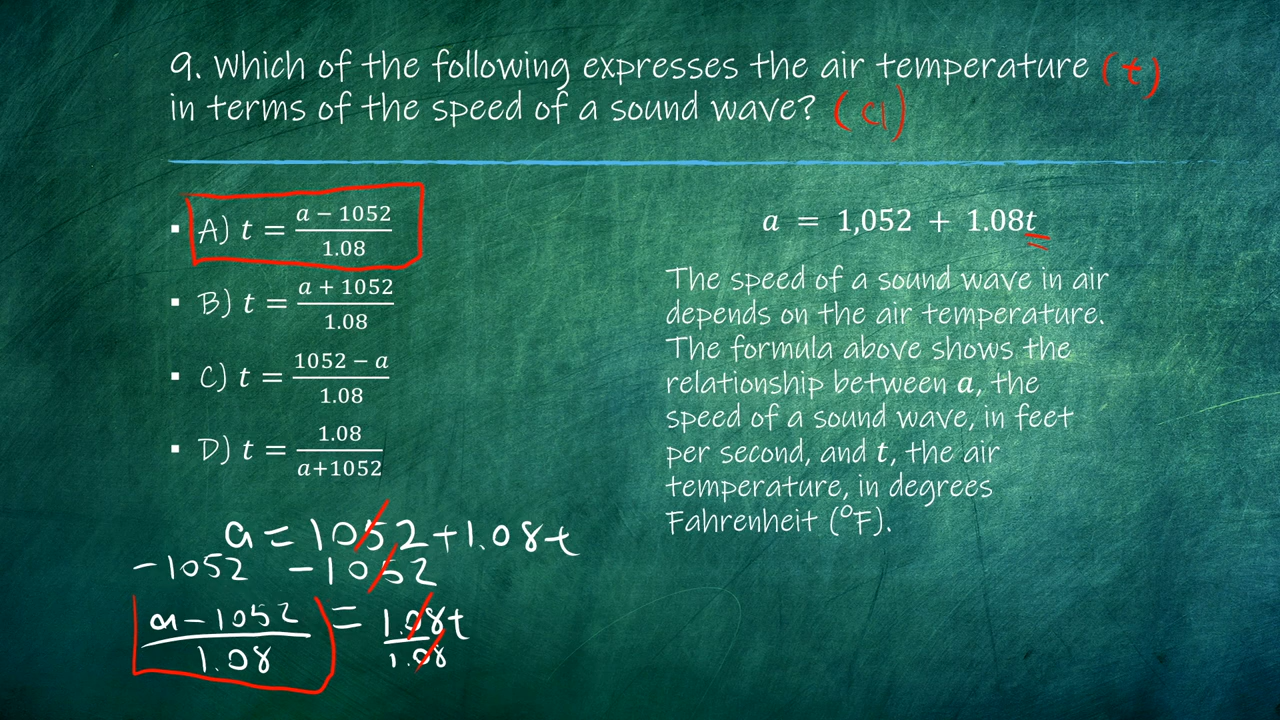 9. Which of the following expresses the air temperature (t)
in terms of the speed of a sound wave? (a)
▪ A) t = (a − 1052)/1.08
▪ B) t = (a + 1052)/1.08
▪ C) t = (1052 − a)/1.08
▪ D) t = 1.08/(a+1052)
a = 1,052 + 1.08t
The speed of a sound wave in air
depends on the air temperature.
The formula above shows the
relationship between a, the
speed of a sound wave, in feet
per second, and t, the air
temperature, in degrees
Fahrenheit (°F).
a = 1052 + 1.08t
-1052 -1052
(a - 1052)/1.08 = 1.08t/1.08